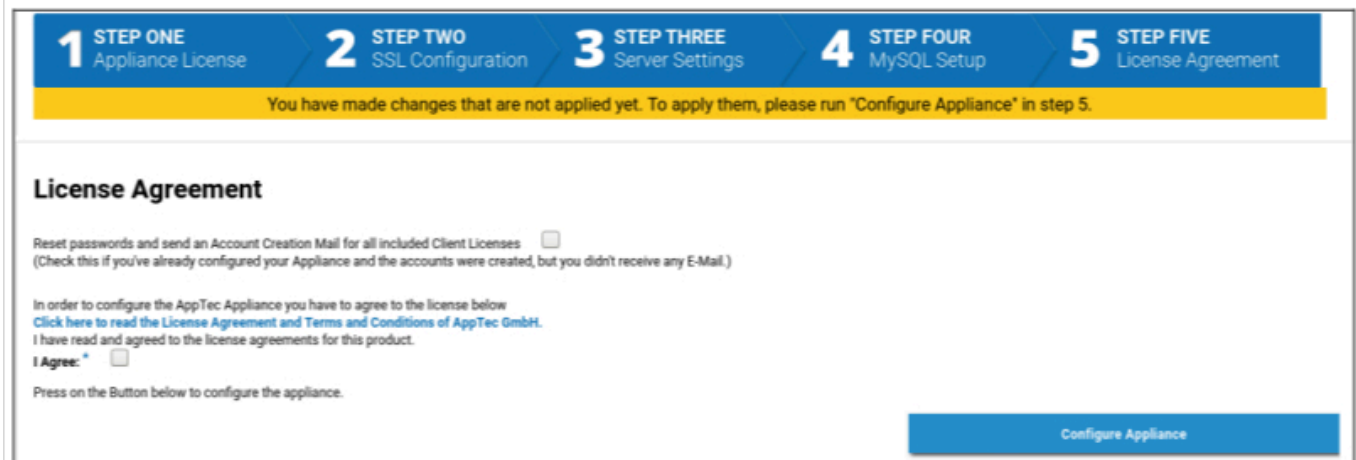 1 STEP ONE Appliance License
2 STEP TWO SSL Configuration
3 STEP THREE Server Settings
4 STEP FOUR MySQL Setup
5 STEP FIVE License Agreement
You have made changes that are not applied yet. To apply them, please run "Configure Appliance" in step 5.
License Agreement
Reset passwords and send an Account Creation Mail for all included Client Licenses
(Check this if you've already configured your Appliance and the accounts were created, but you didn't receive any E-Mail.)
In order to configure the AppTec Appliance you have to agree to the license below
Click here to read the License Agreement and Terms and Conditions of AppTec GmbH.
I have read and agreed to the license agreements for this product.
I Agree: *
Press on the Button below to configure the appliance.
Configure Appliance